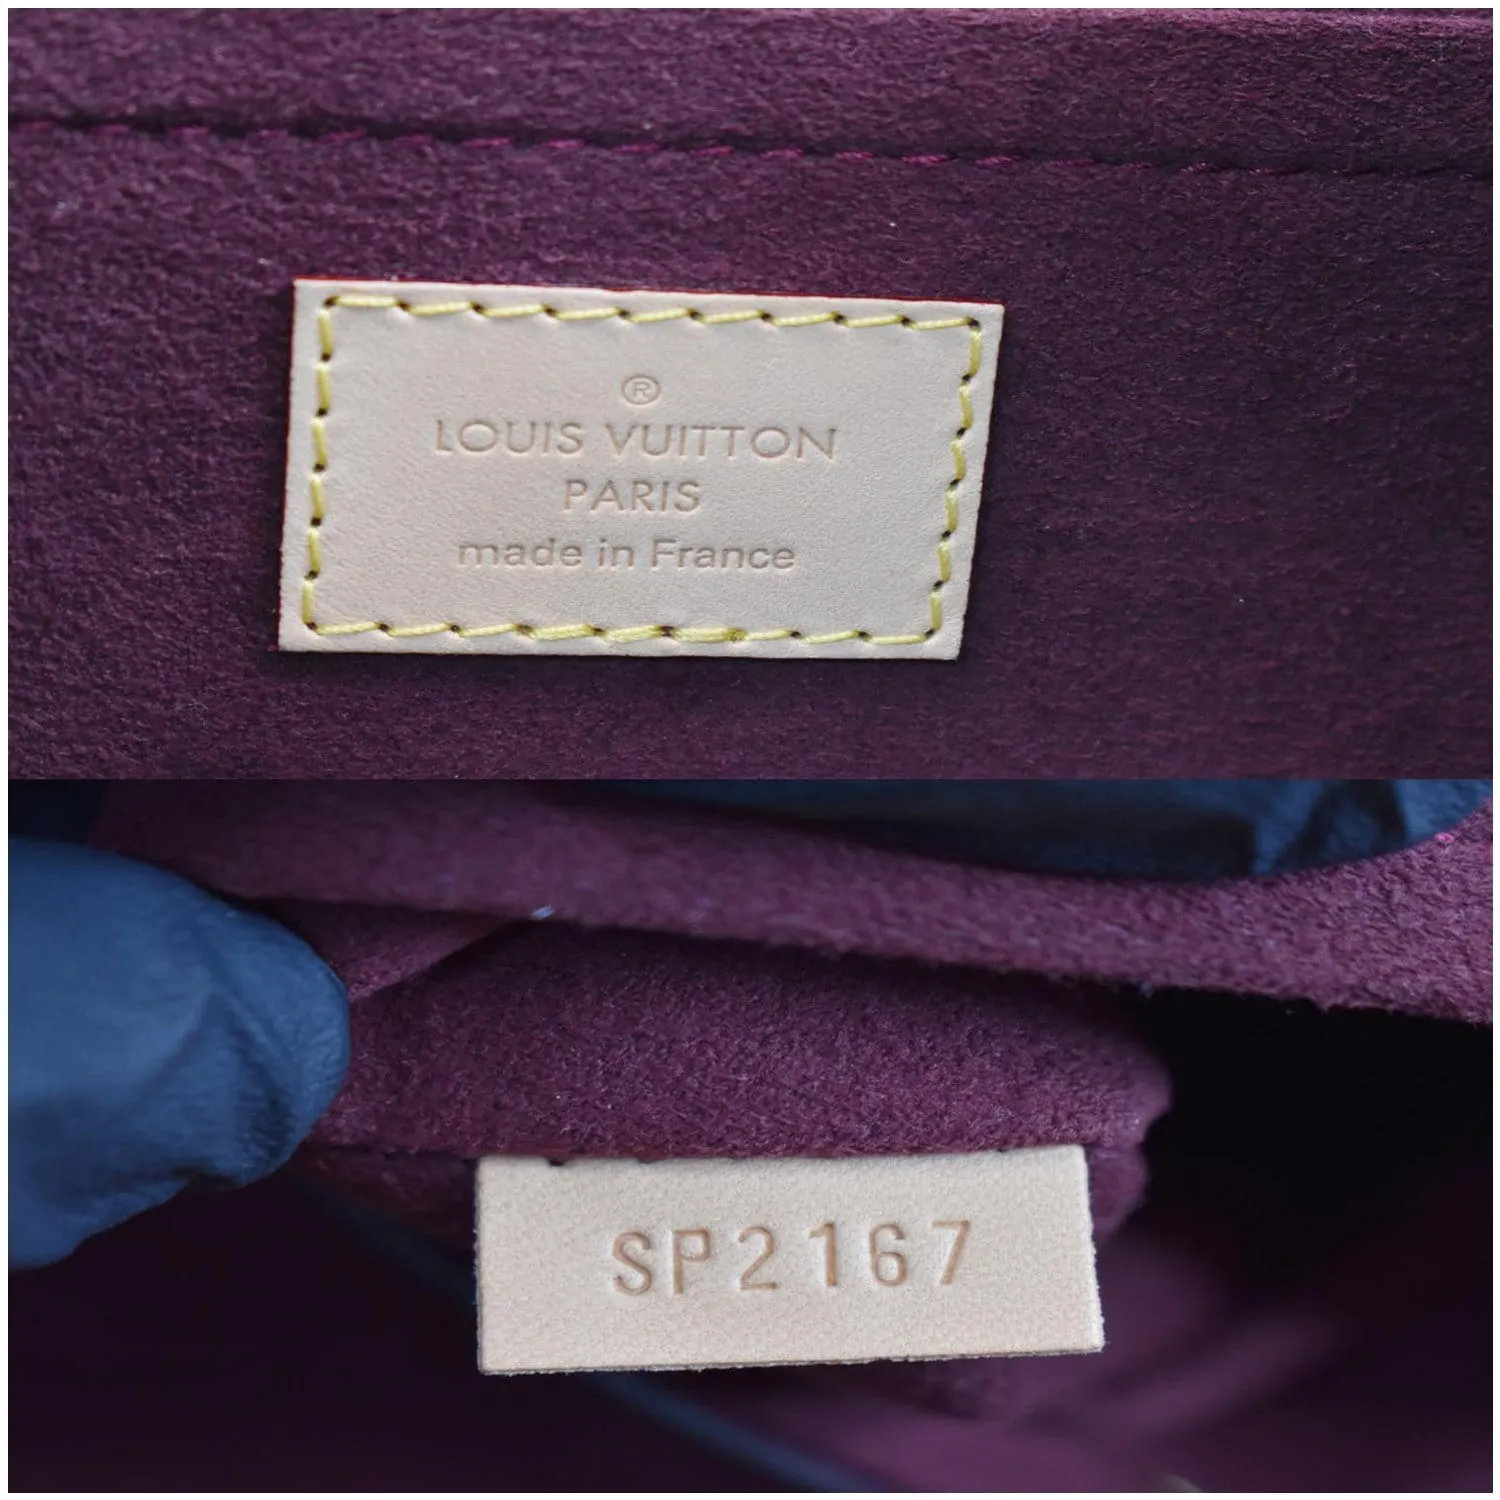 ®
LOUIS VUITTON
PARIS
made in France
SP2167